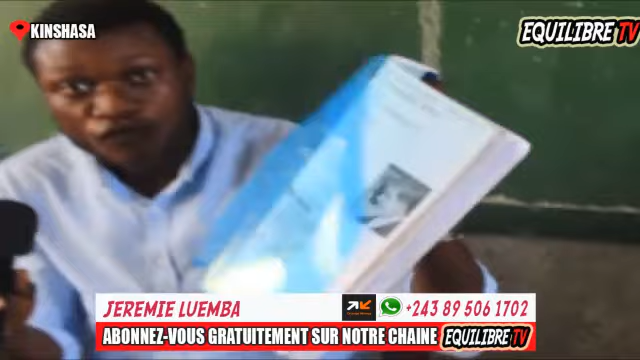 KINSHASA
EQUILIBRE TV
JEREMIE LUEMBA
+243 89 506 1702
ABONNEZ-VOUS GRATUITEMENT SUR NOTRE CHAINE EQUILIBRE TV